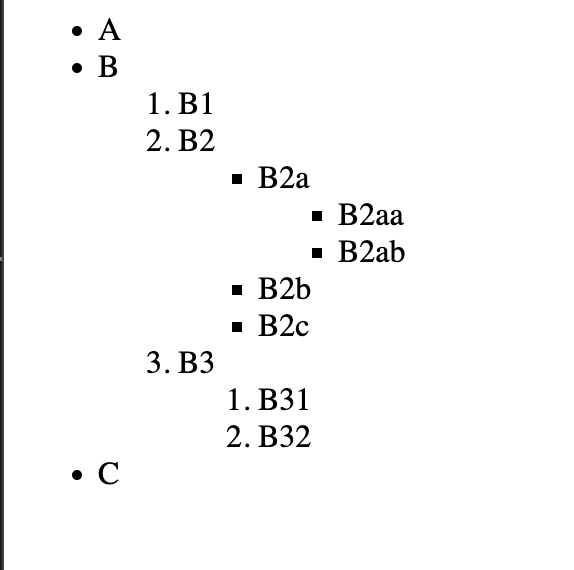 • A
• B
1. B1
2. B2
▪ B2a
▪ B2aa
▪ B2ab
▪ B2b
▪ B2c
3. B3
1. B31
2. B32
• C